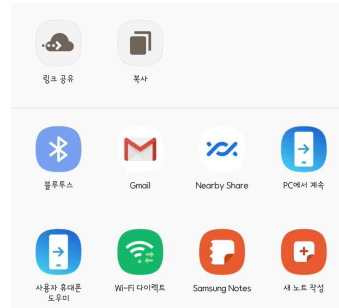 링크 공유
복사
블루투스
Gmail
Nearby Share
PC에서 계속
사용자 휴대폰
도우미
Wi-Fi 다이렉트
Samsung Notes
새 노트 작성